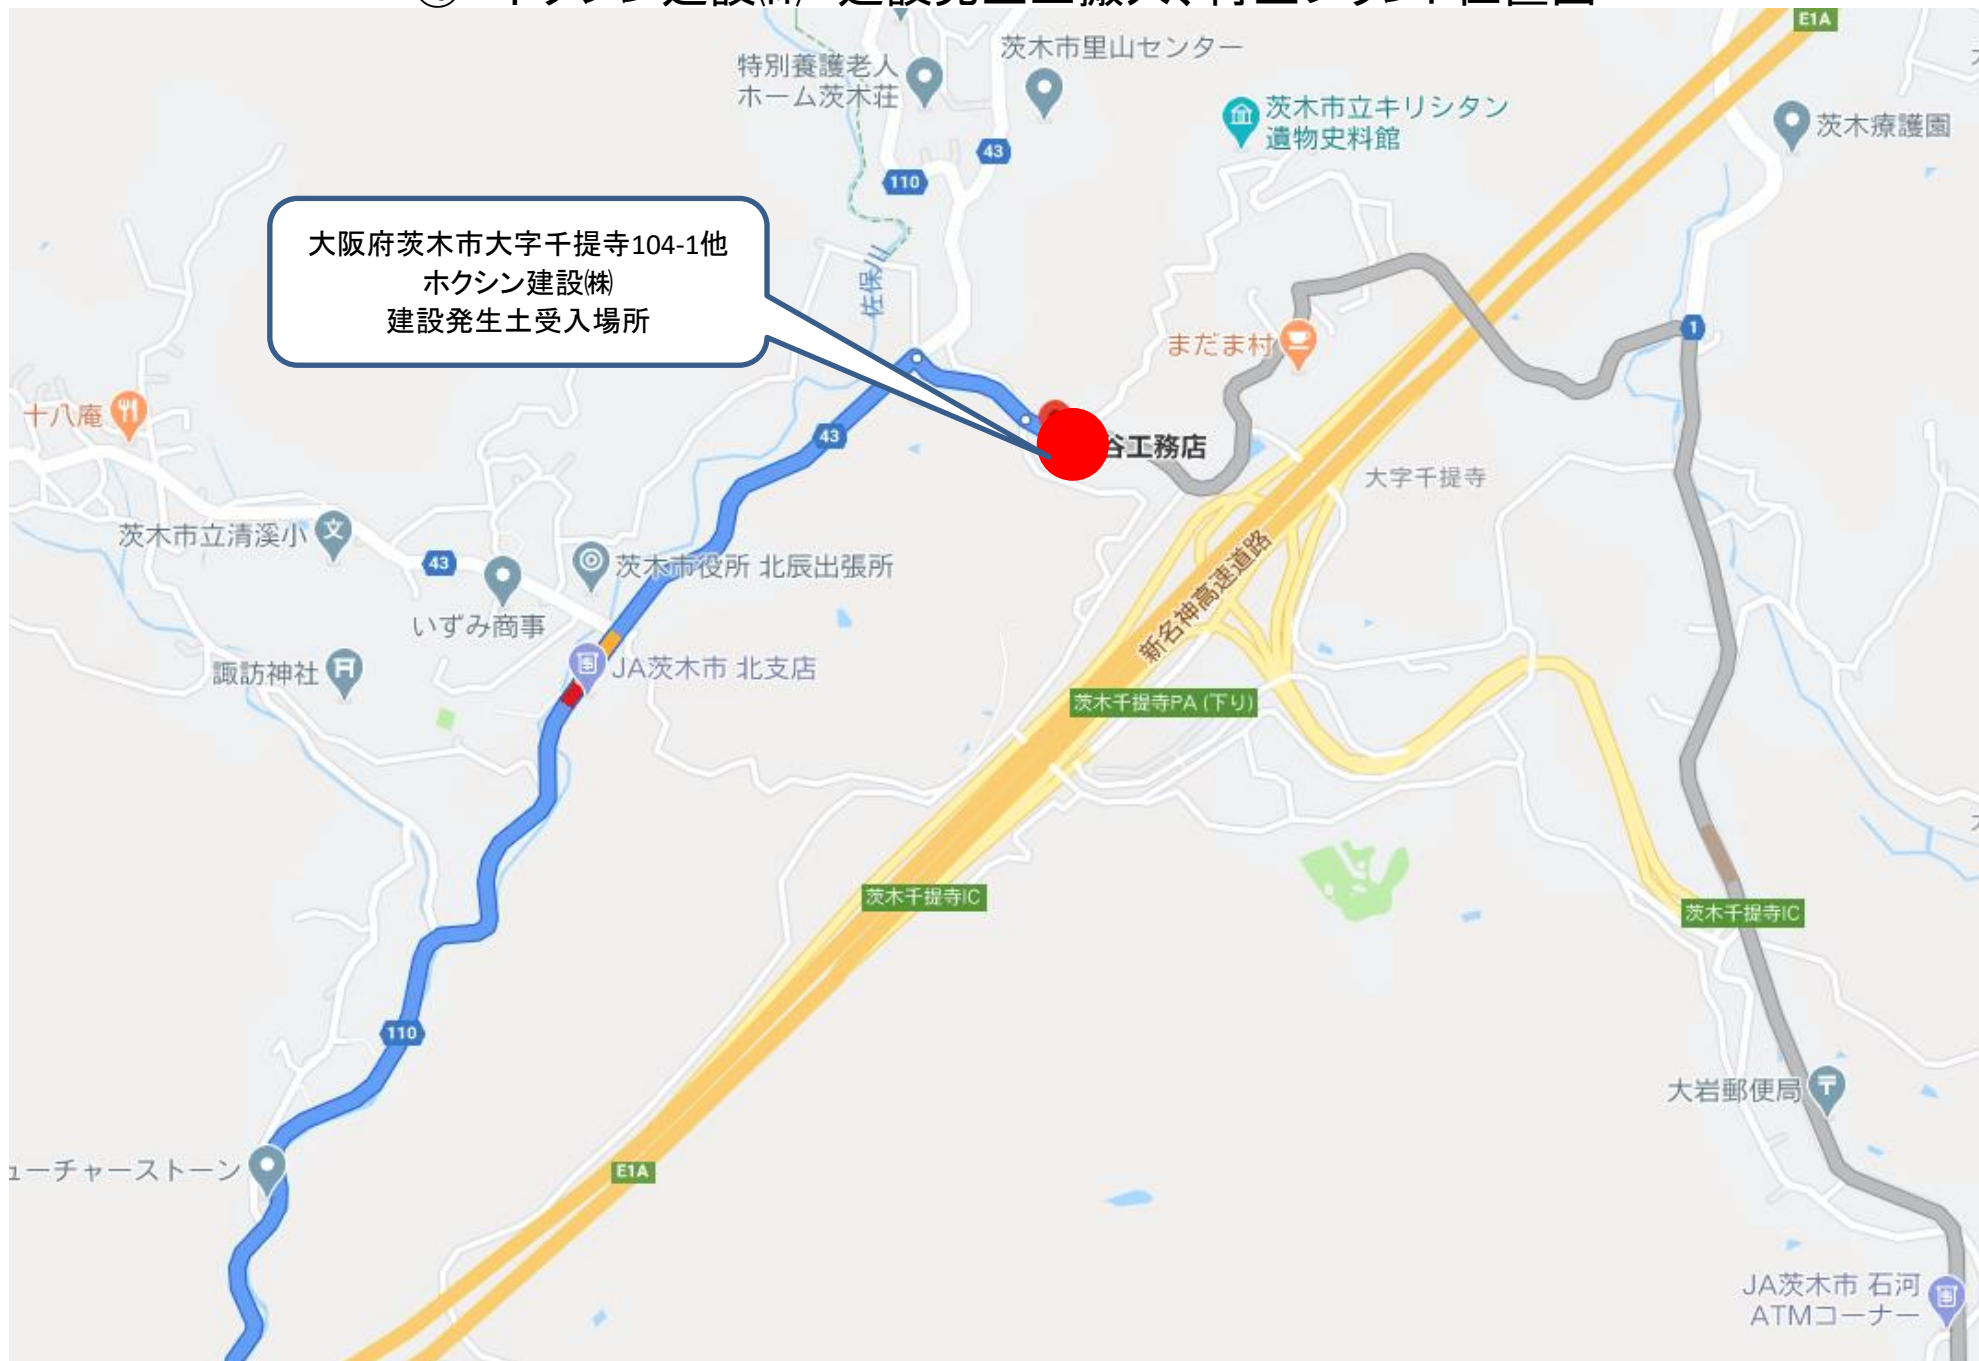 特別養護老人
ホーム茨木荘
茨木市里山センター
E1A
茨木市立キリシタン
遺物史料館
茨木療護園
43
110
大阪府茨木市大字千提寺104-1他
ホクシン建設㈱
建設発生土受入場所
佐保川
まだま村
1
十八庵
43
谷工務店
大字千提寺
茨木市立清溪小
文
43
茨木市役所 北辰出張所
新名神高速道路
いずみ商事
諏訪神社
JA茨木市 北支店
茨木千提寺PA (下り)
茨木千提寺IC
茨木千提寺IC
110
大岩郵便局
ューチャーストーン
E1A
JA茨木市 石河
ATMコーナー